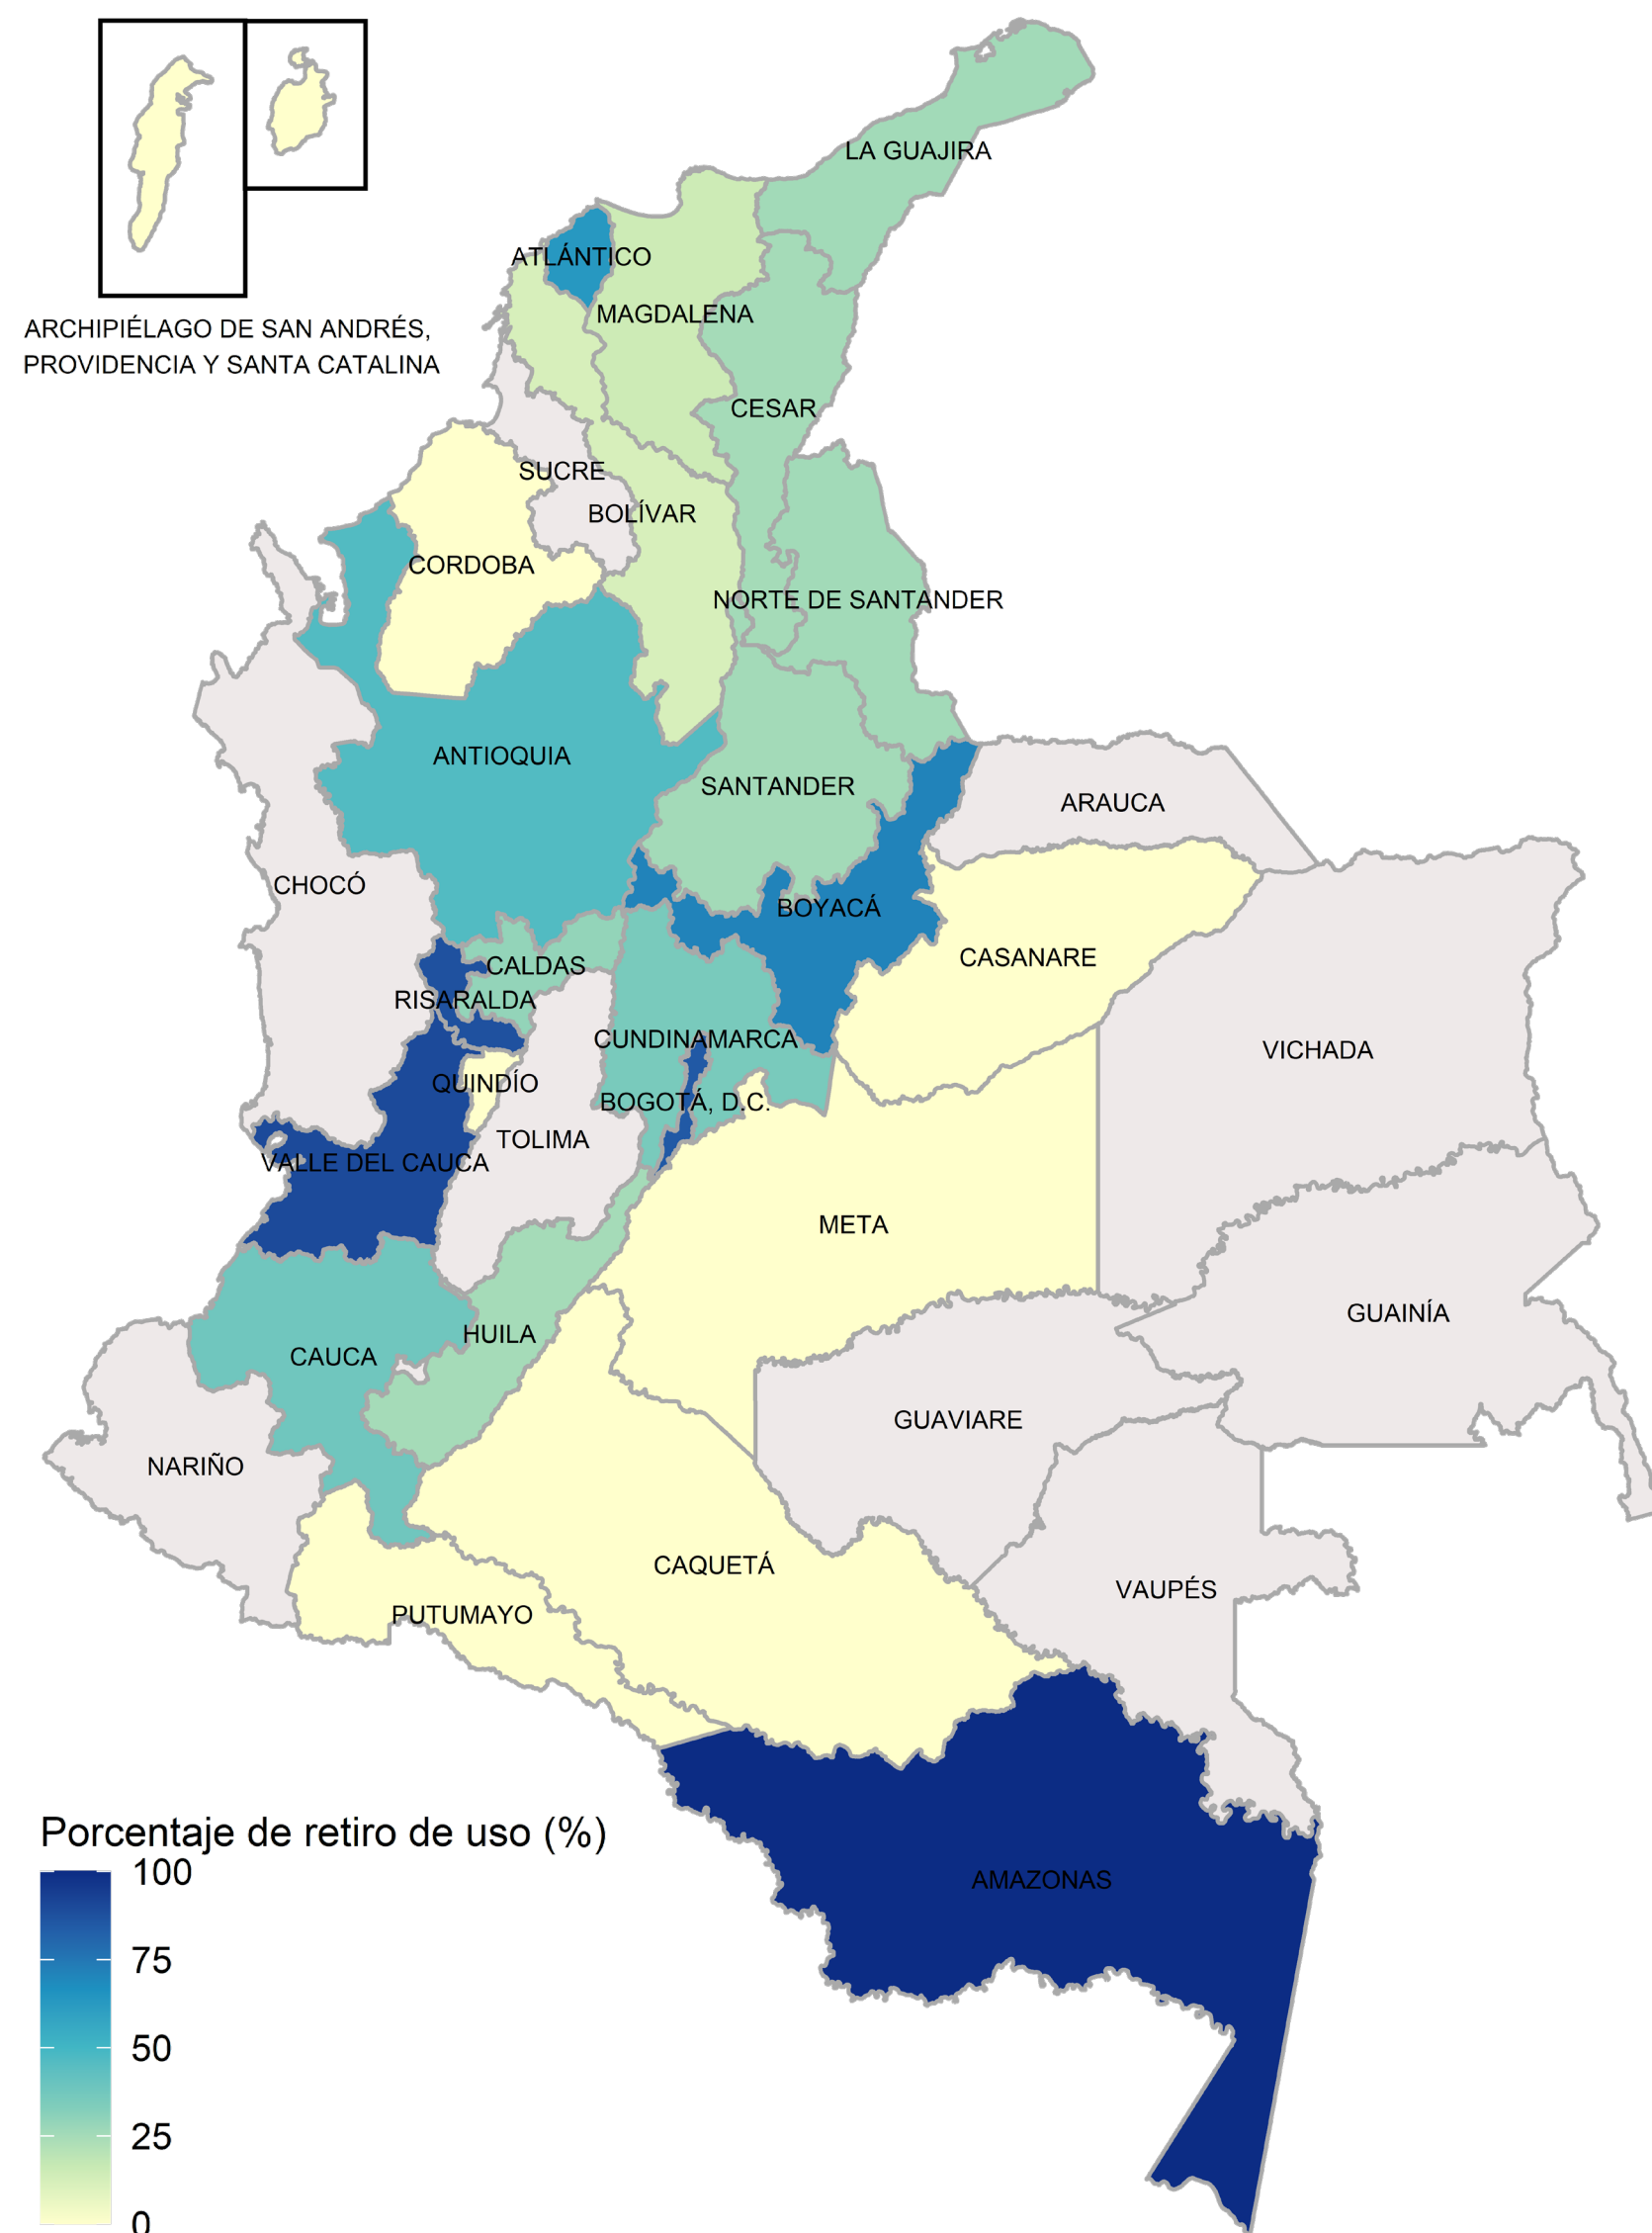 LA GUAJIRA
ATLÁNTICO
MAGDALENA
ARCHIPIÉLAGO DE SAN ANDRÉS,
PROVIDENCIA Y SANTA CATALINA
CESAR
SUCRE
BOLÍVAR
CORDOBA
NORTE DE SANTANDER
ANTIOQUIA
SANTANDER
ARAUCA
CHOCÓ
BOYACÁ
CASANARE
CALDAS
RISARALDA
CUNDINAMARCA
VICHADA
QUINDÍO
BOGOTÁ, D.C.
TOLIMA
VALLE DEL CAUCA
META
GUAINÍA
HUILA
CAUCA
GUAVIARE
NARIÑO
CAQUETÁ
VAUPÉS
PUTUMAYO
AMAZONAS
Porcentaje de retiro de uso (%)
100
75
50
25
0